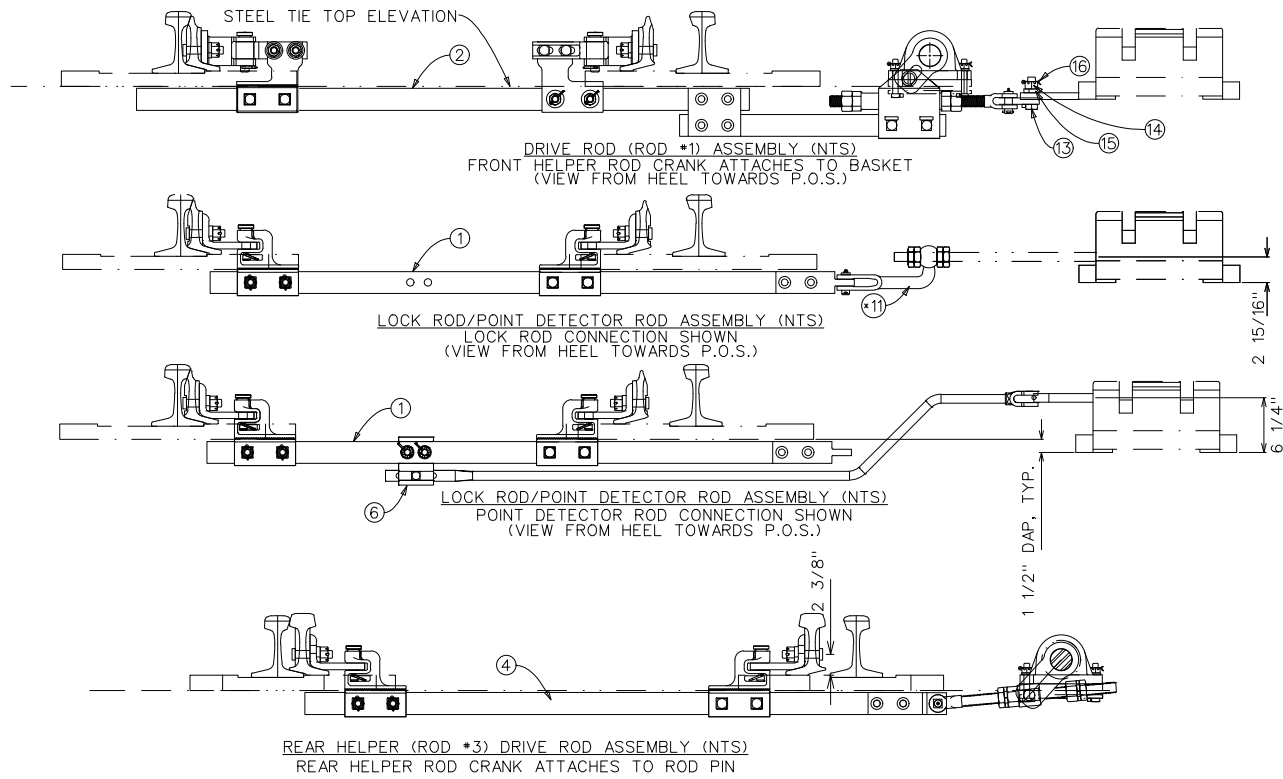 STEEL TIE TOP ELEVATION
2
16
14
15
13
DRIVE ROD (ROD #1) ASSEMBLY (NTS)
FRONT HELPER ROD CRANK ATTACHES TO BASKET
(VIEW FROM HEEL TOWARDS P.O.S.)
1
*11
2 15/16"
LOCK ROD/POINT DETECTOR ROD ASSEMBLY (NTS)
LOCK ROD CONNECTION SHOWN
(VIEW FROM HEEL TOWARDS P.O.S.)
1
6
6 1/4"
LOCK ROD/POINT DETECTOR ROD ASSEMBLY (NTS)
POINT DETECTOR ROD CONNECTION SHOWN
(VIEW FROM HEEL TOWARDS P.O.S.)
1 1/2" DAP, TYP.
2 3/8"
4
REAR HELPER (ROD #3) DRIVE ROD ASSEMBLY (NTS)
REAR HELPER ROD CRANK ATTACHES TO ROD PIN